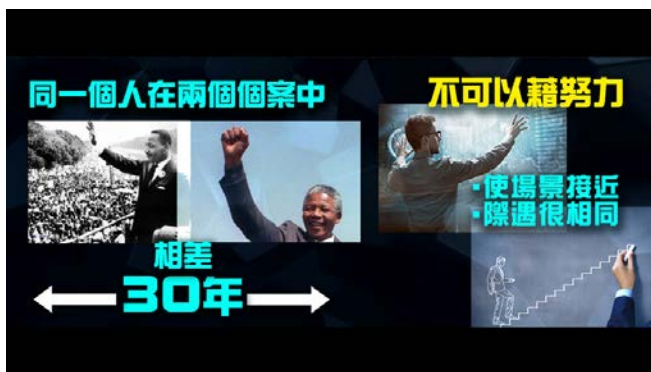 同一個人在兩個個案中
相差
30年
不可以藉努力
·使場景接近
·際遇很相同